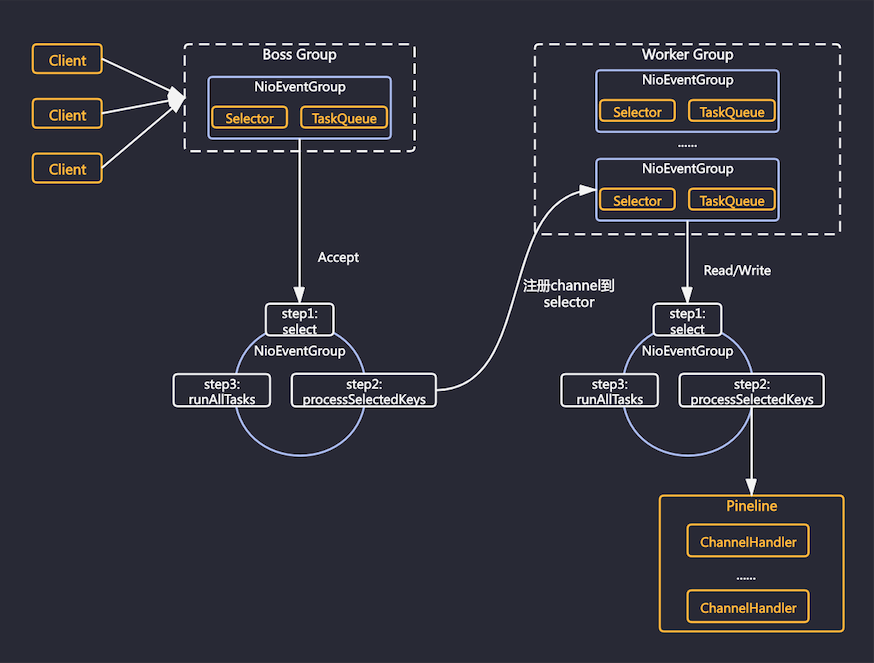 Client
Client
Client
Boss Group
NioEventGroup
Selector
TaskQueue
Worker Group
NioEventGroup
Selector
TaskQueue
......
NioEventGroup
Selector
TaskQueue
Accept
注册channel到
selector
Read/Write
step1:
select
NioEventGroup
step3:
runAllTasks
step2:
processSelectedKeys
step1:
select
NioEventGroup
step3:
runAllTasks
step2:
processSelectedKeys
Pineline
ChannelHandler
......
ChannelHandler